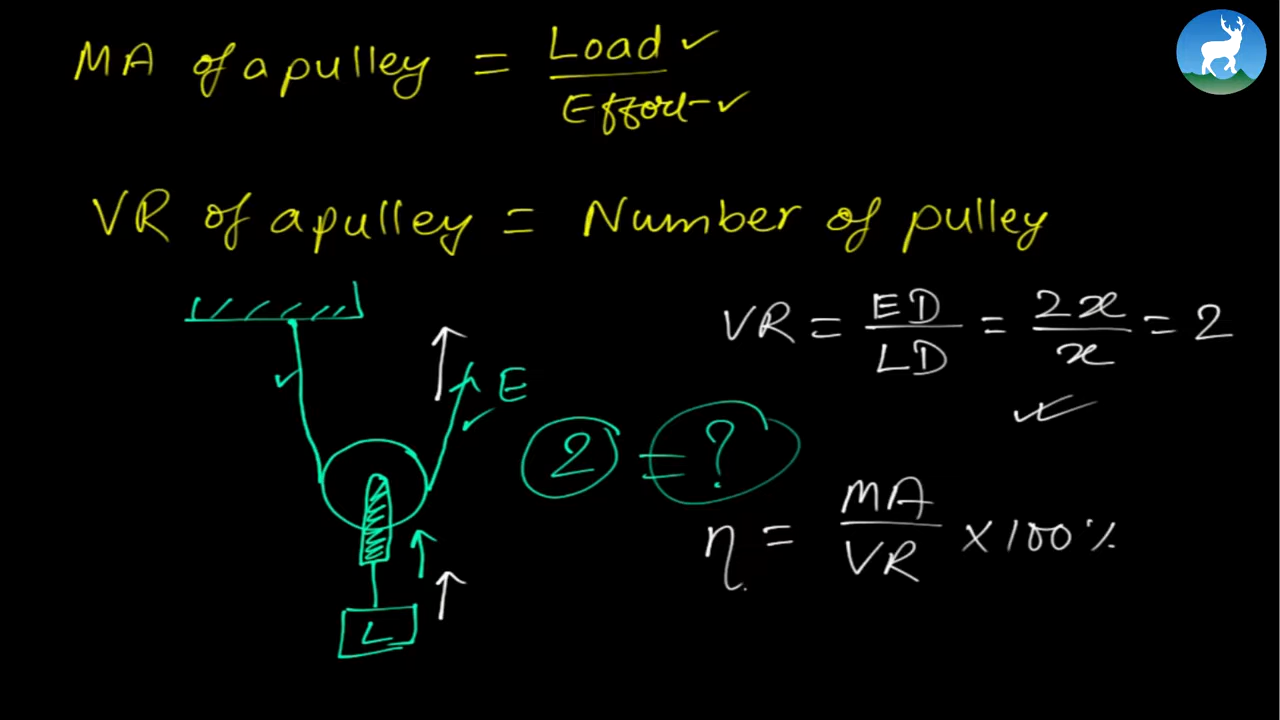 MA of a pulley = Load / Effort
VR of a pulley = Number of pulley
VR = ED / LD = 2x / x = 2
E
2 = ?
η = MA / VR × 100 %
L